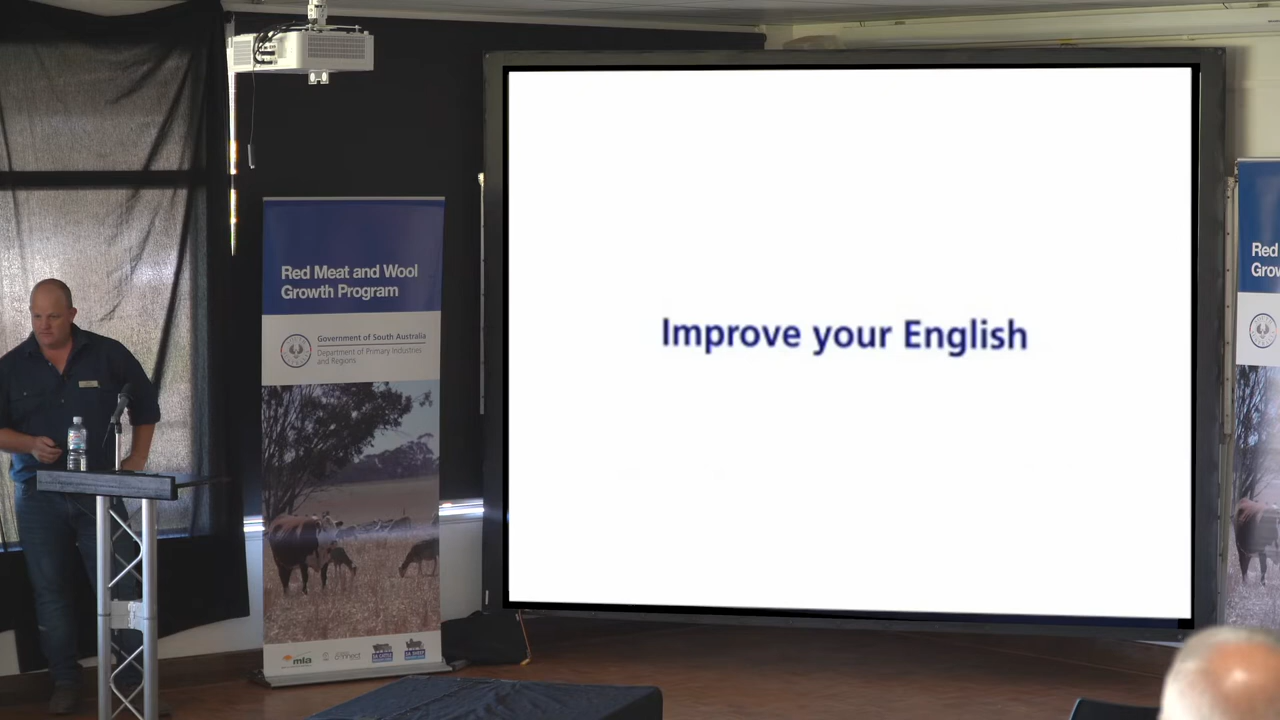 Improve your English
Red Meat and Wool
Growth Program
Government of South Australia
Department of Primary Industries
and Regions
mla
Red
Grow